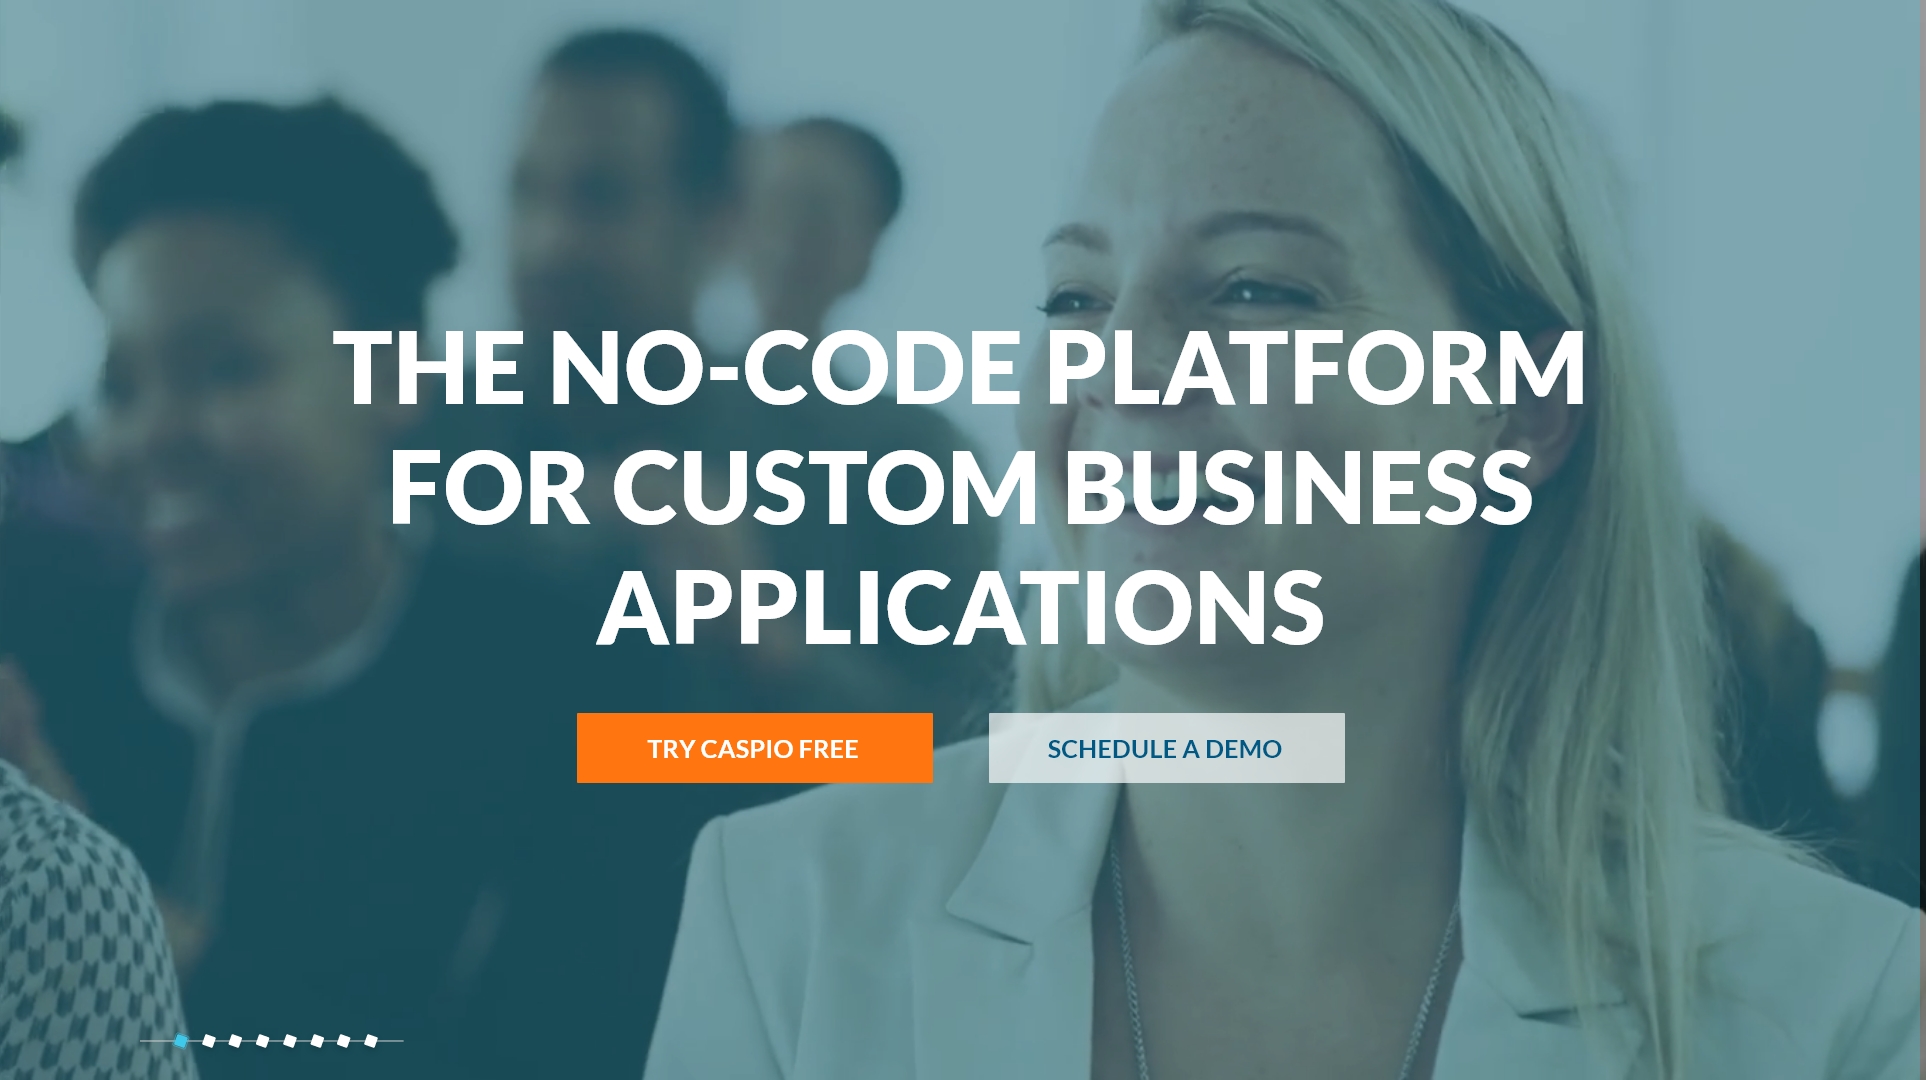 THE NO-CODE PLATFORM
FOR CUSTOM BUSINESS
APPLICATIONS
TRY CASPIO FREE
SCHEDULE A DEMO